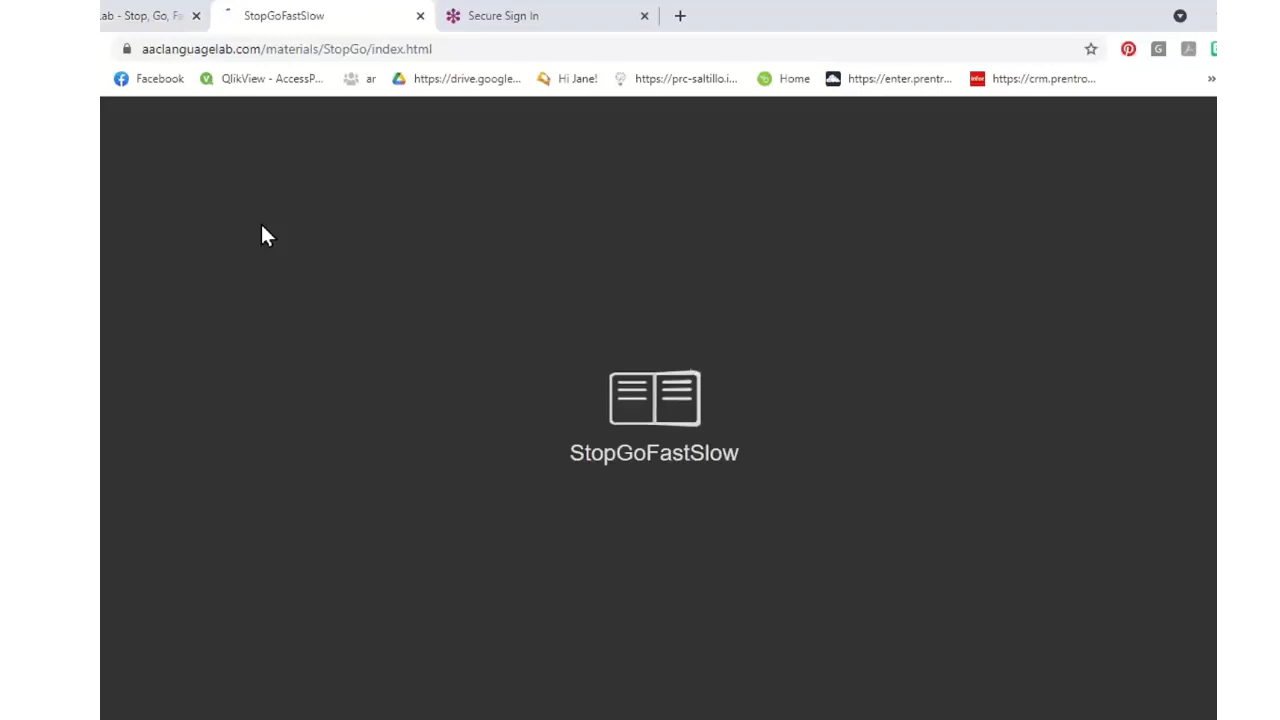 .ab - Stop, Go, Fa
StopGoFastSlow
Secure Sign In
aaclanguagelab.com/materials/StopGo/index.html
Facebook
QlikView - AccessP...
ar
https://drive.google...
Hi Jane!
https://prc-saltillo.i...
Home
https://enter.prentr...
https://crm.prentro...
»
StopGoFastSlow